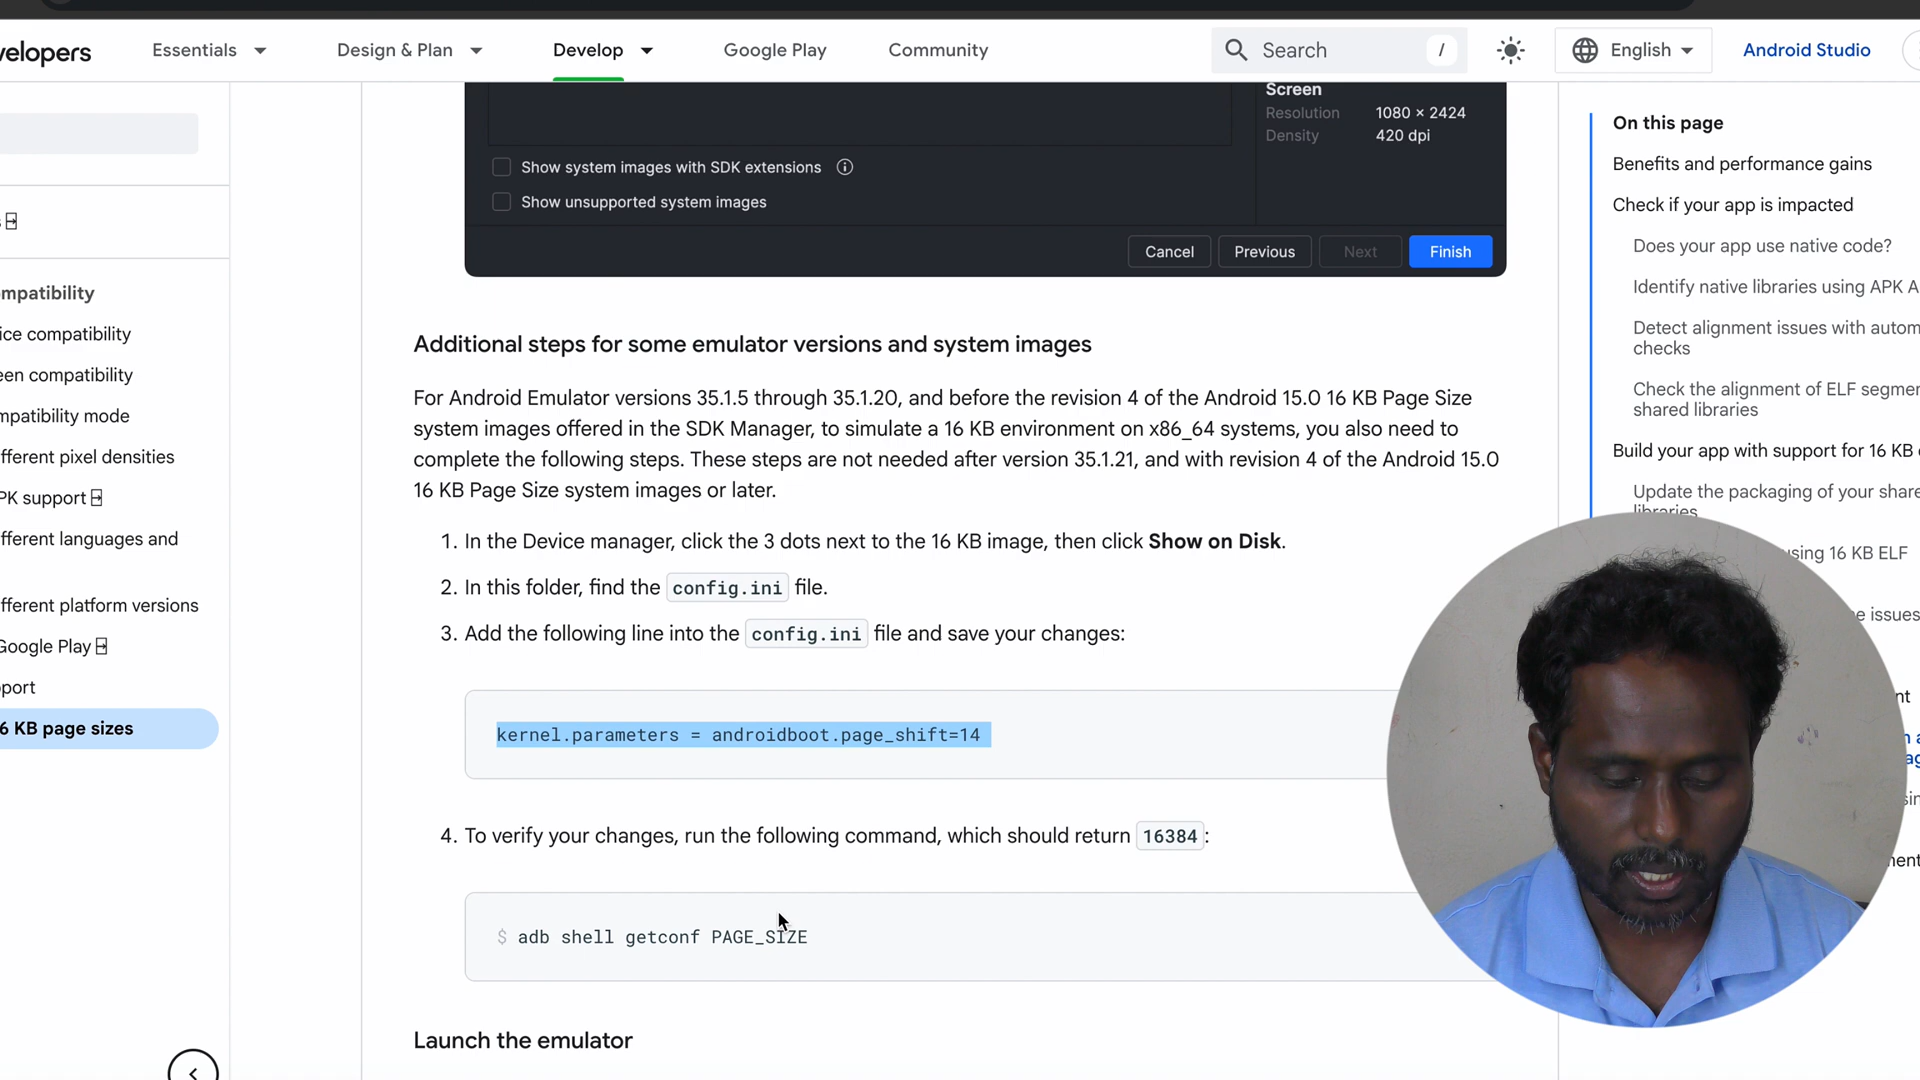 velopers
Essentials
Design & Plan
Develop
Google Play
Community
Search
/
English
Android Studio
Screen
Resolution 1080 × 2424
Density 420 dpi
Show system images with SDK extensions
Show unsupported system images
Cancel
Previous
Next
Finish
mpatibility
ice compatibility
een compatibility
mpatibility mode
fferent pixel densities
PK support
fferent languages and
fferent platform versions
Google Play
port
6 KB page sizes
Additional steps for some emulator versions and system images
For Android Emulator versions 35.1.5 through 35.1.20, and before the revision 4 of the Android 15.0 16 KB Page Size
system images offered in the SDK Manager, to simulate a 16 KB environment on x86_64 systems, you also need to
complete the following steps. These steps are not needed after version 35.1.21, and with revision 4 of the Android 15.0
16 KB Page Size system images or later.
1. In the Device manager, click the 3 dots next to the 16 KB image, then click Show on Disk.
2. In this folder, find the config.ini file.
3. Add the following line into the config.ini file and save your changes:
kernel.parameters = androidboot.page_shift=14
4. To verify your changes, run the following command, which should return 16384:
$ adb shell getconf PAGE_SIZE
Launch the emulator
On this page
Benefits and performance gains
Check if your app is impacted
Does your app use native code?
Identify native libraries using APK A
Detect alignment issues with autom
checks
Check the alignment of ELF segmer
shared libraries
Build your app with support for 16 KB
Update the packaging of your share
libraries
using 16 KB ELF
e issues